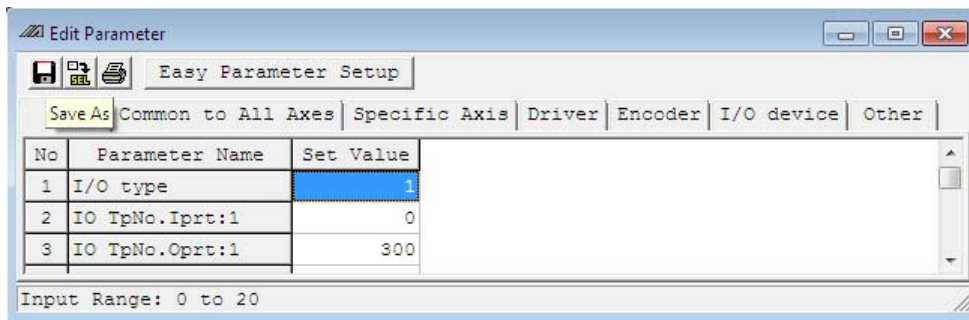 Edit Parameter
SEL Easy Parameter Setup
Save As Common to All Axes Specific Axis Driver Encoder I/O device Other
No Parameter Name Set Value
1 I/O type 1
2 IO TpNo.Iprt:1 0
3 IO TpNo.Oprt:1 300
Input Range: 0 to 20